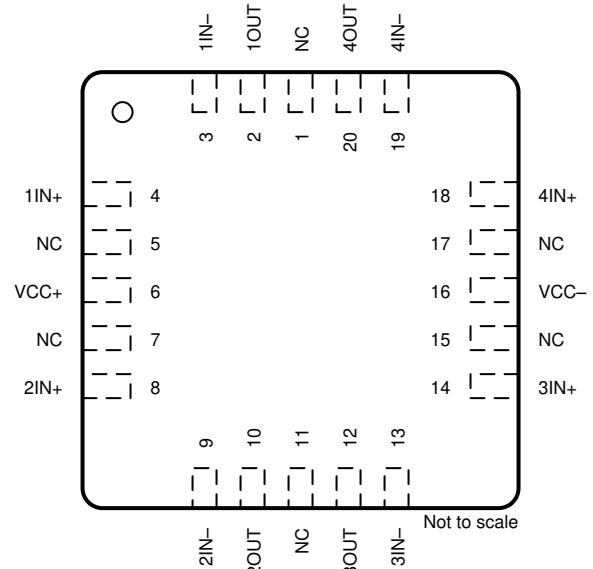 1IN–
1OUT
NC
4OUT
4IN–
3
2
1
20
19
1IN+ 4
18 4IN+
NC 5
17 NC
VCC+ 6
16 VCC–
NC 7
15 NC
2IN+ 8
14 3IN+
9
10
11
12
13
Not to scale
2IN–
2OUT
NC
3OUT
3IN–